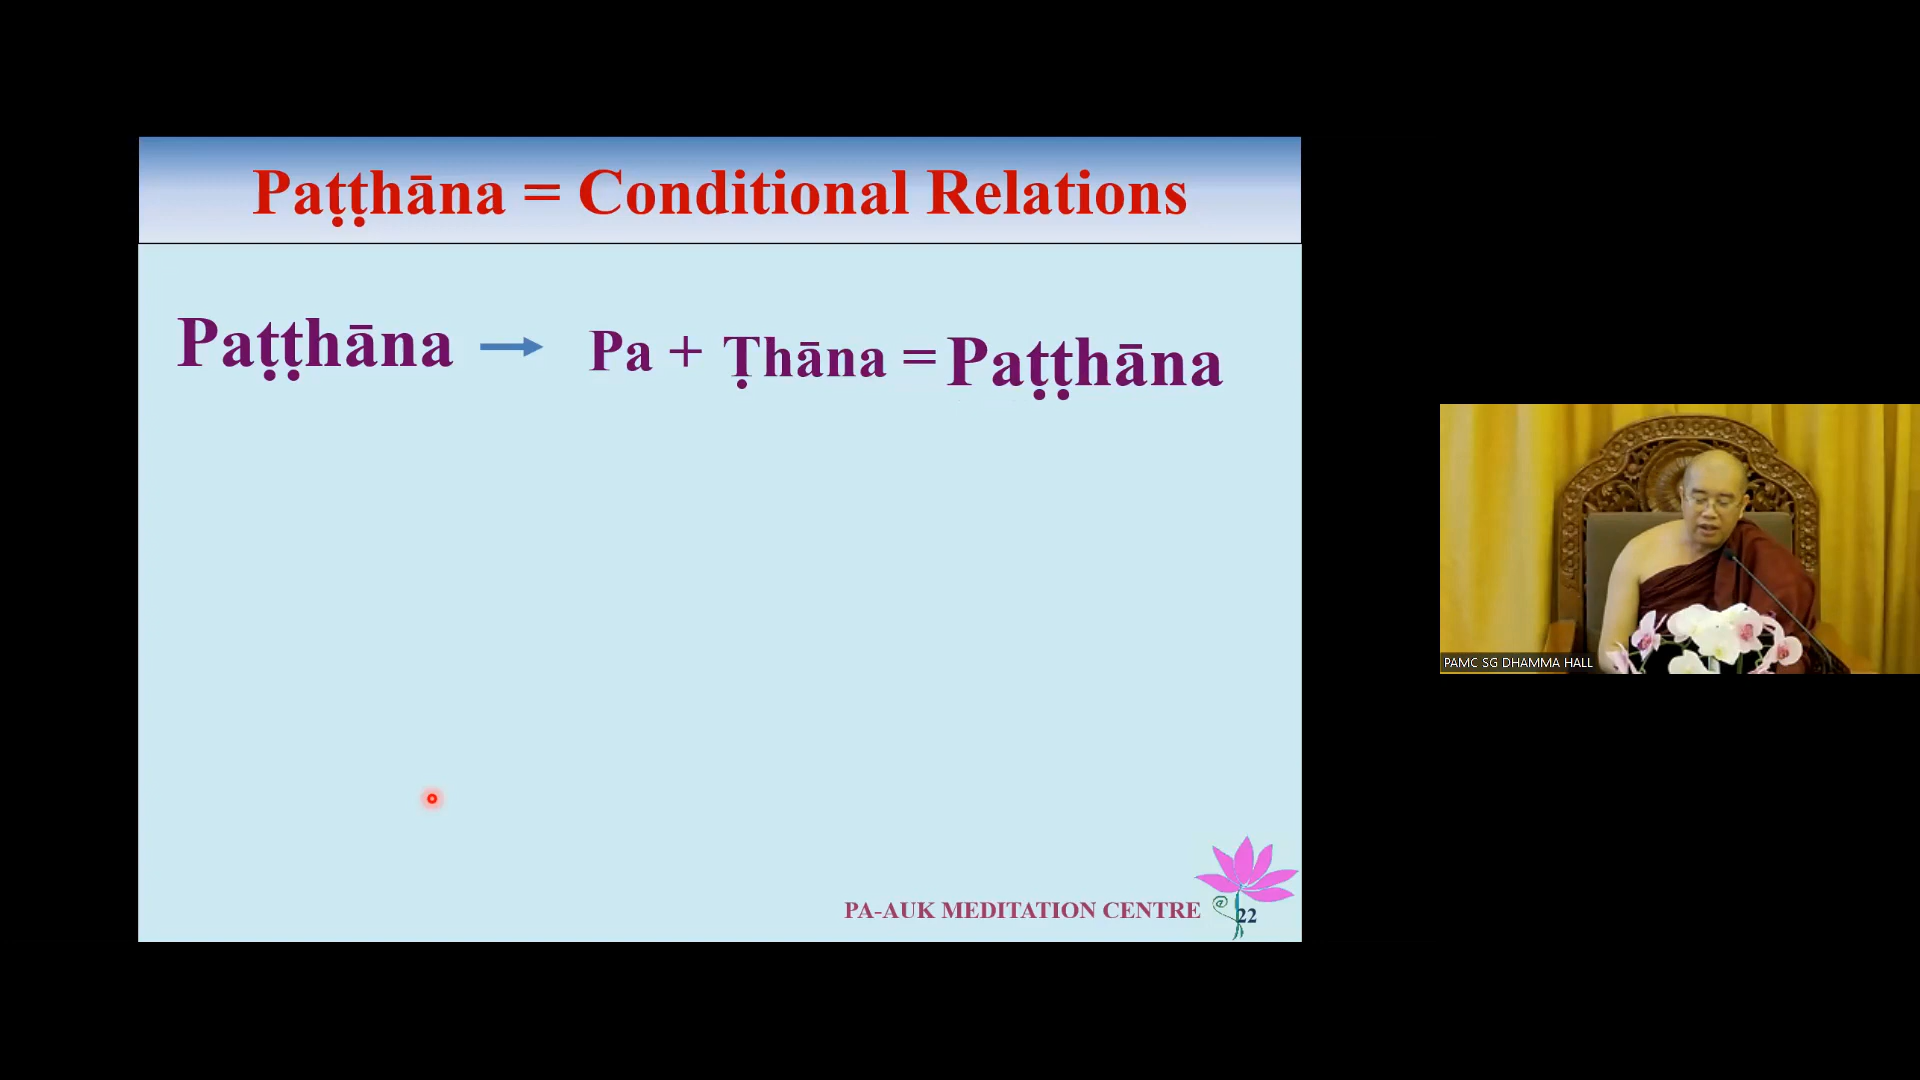 Paṭṭhāna = Conditional Relations
Paṭṭhāna → Pa + Ṭhāna = Paṭṭhāna
PA-AUK MEDITATION CENTRE
@
22
PAMC SG DHAMMA HALL